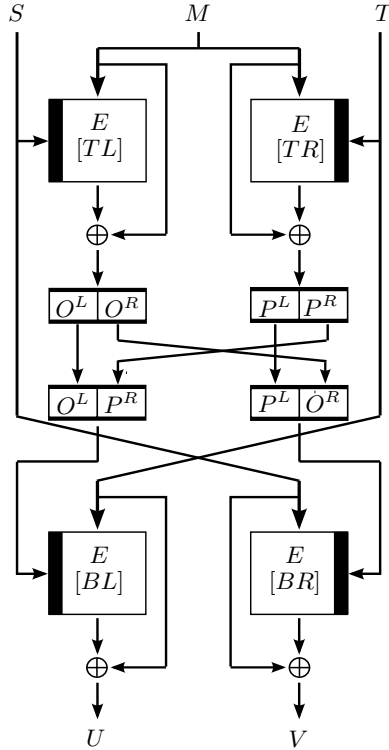 S M T
E E
[TL] [TR]
⊕ ⊕
O^L O^R P^L P^R
O^L P^R P^L O^R
E E
[BL] [BR]
⊕ ⊕
U V